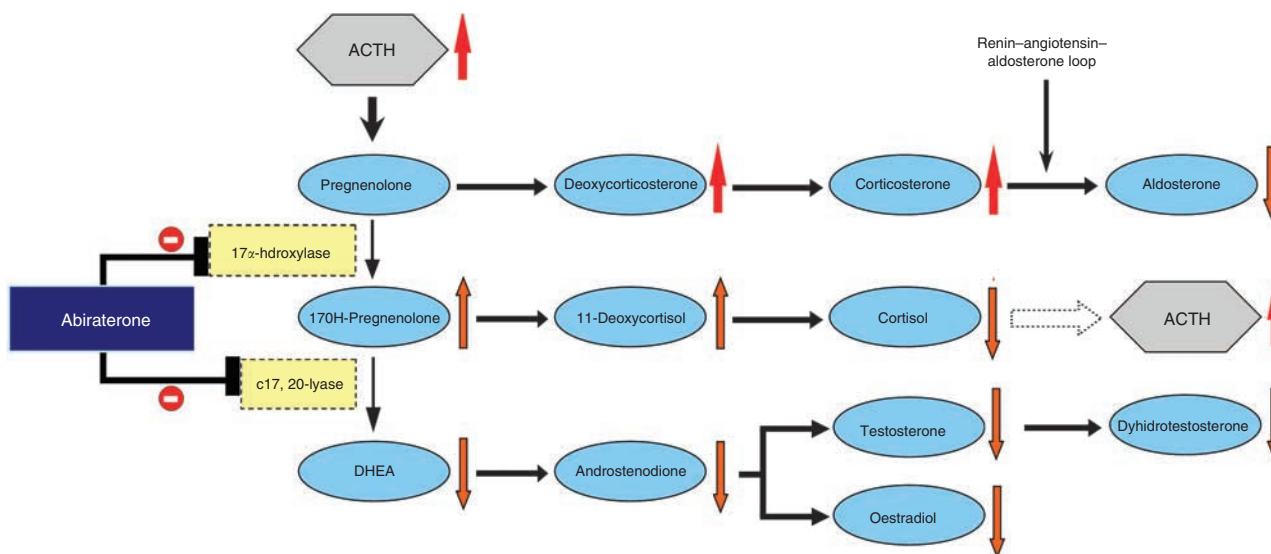 ACTH
Renin–angiotensin–
aldosterone loop
Pregnenolone
Deoxycorticosterone
Corticosterone
Aldosterone
17α-hdroxylase
Abiraterone
170H-Pregnenolone
11-Deoxycortisol
Cortisol
ACTH
c17, 20-lyase
Testosterone
Dyhidrotestosterone
DHEA
Androstenodione
Oestradiol